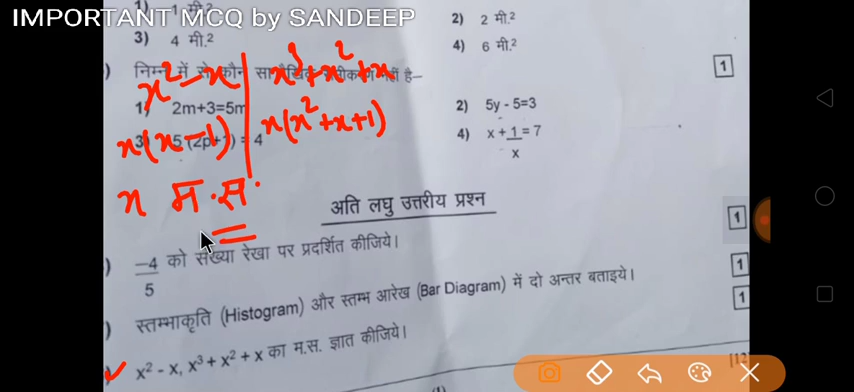 IMPORTANT MCQ by SANDEEP
1) 1 मी.²
2) 2 मी.²
3) 4 मी.²
4) 6 मी.²
) निम्न में से कौन सा नहीं है– 1
x² - x | x³ + x² + x
1) 2m+3=5m
2) 5y - 5=3
x(x-1) | x(x² + x + 1)
3) 5(2p+1) = 4
4) x + 1/x = 7
x म.स.
अति लघु उत्तरीय प्रश्न
1
) -4/5 को संख्या रेखा पर प्रदर्शित कीजिये।
1
) स्तम्भाकृति (Histogram) और स्तम्भ आरेख (Bar Diagram) में दो अन्तर बताइये।
1
) x² - x, x³ + x² + x का म.स. ज्ञात कीजिये।